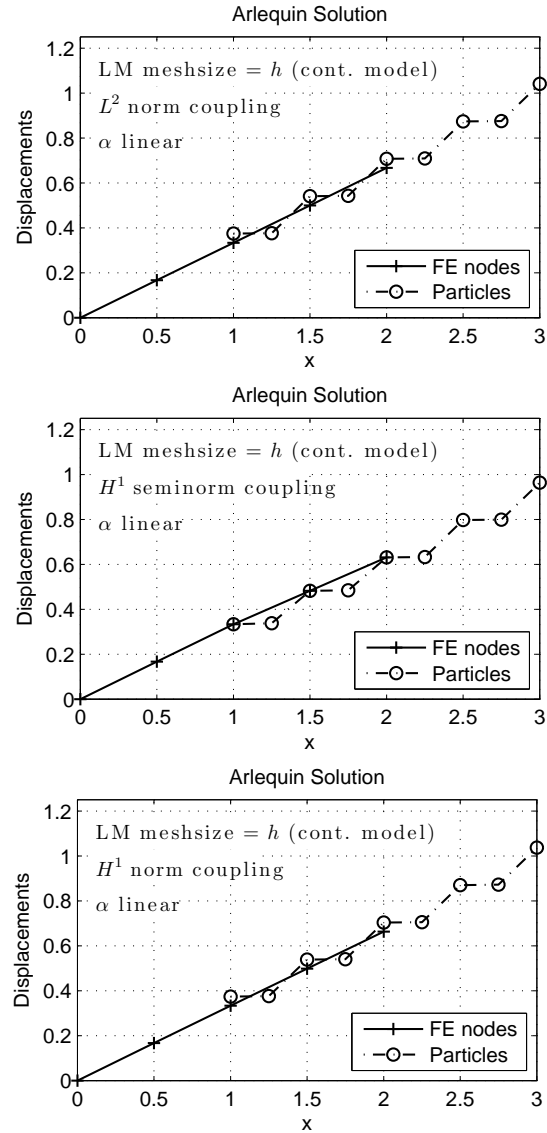 Arlequin Solution
1.2
1
0.8
0.6
0.4
0.2
0
Displacements
LM meshsize = h (cont. model)
L² norm coupling
α linear
FE nodes
Particles
0 0.5 1 1.5 2 2.5 3
x
Arlequin Solution
1.2
1
0.8
0.6
0.4
0.2
0
Displacements
LM meshsize = h (cont. model)
H¹ seminorm coupling
α linear
FE nodes
Particles
0 0.5 1 1.5 2 2.5 3
x
Arlequin Solution
1.2
1
0.8
0.6
0.4
0.2
0
Displacements
LM meshsize = h (cont. model)
H¹ norm coupling
α linear
FE nodes
Particles
0 0.5 1 1.5 2 2.5 3
x